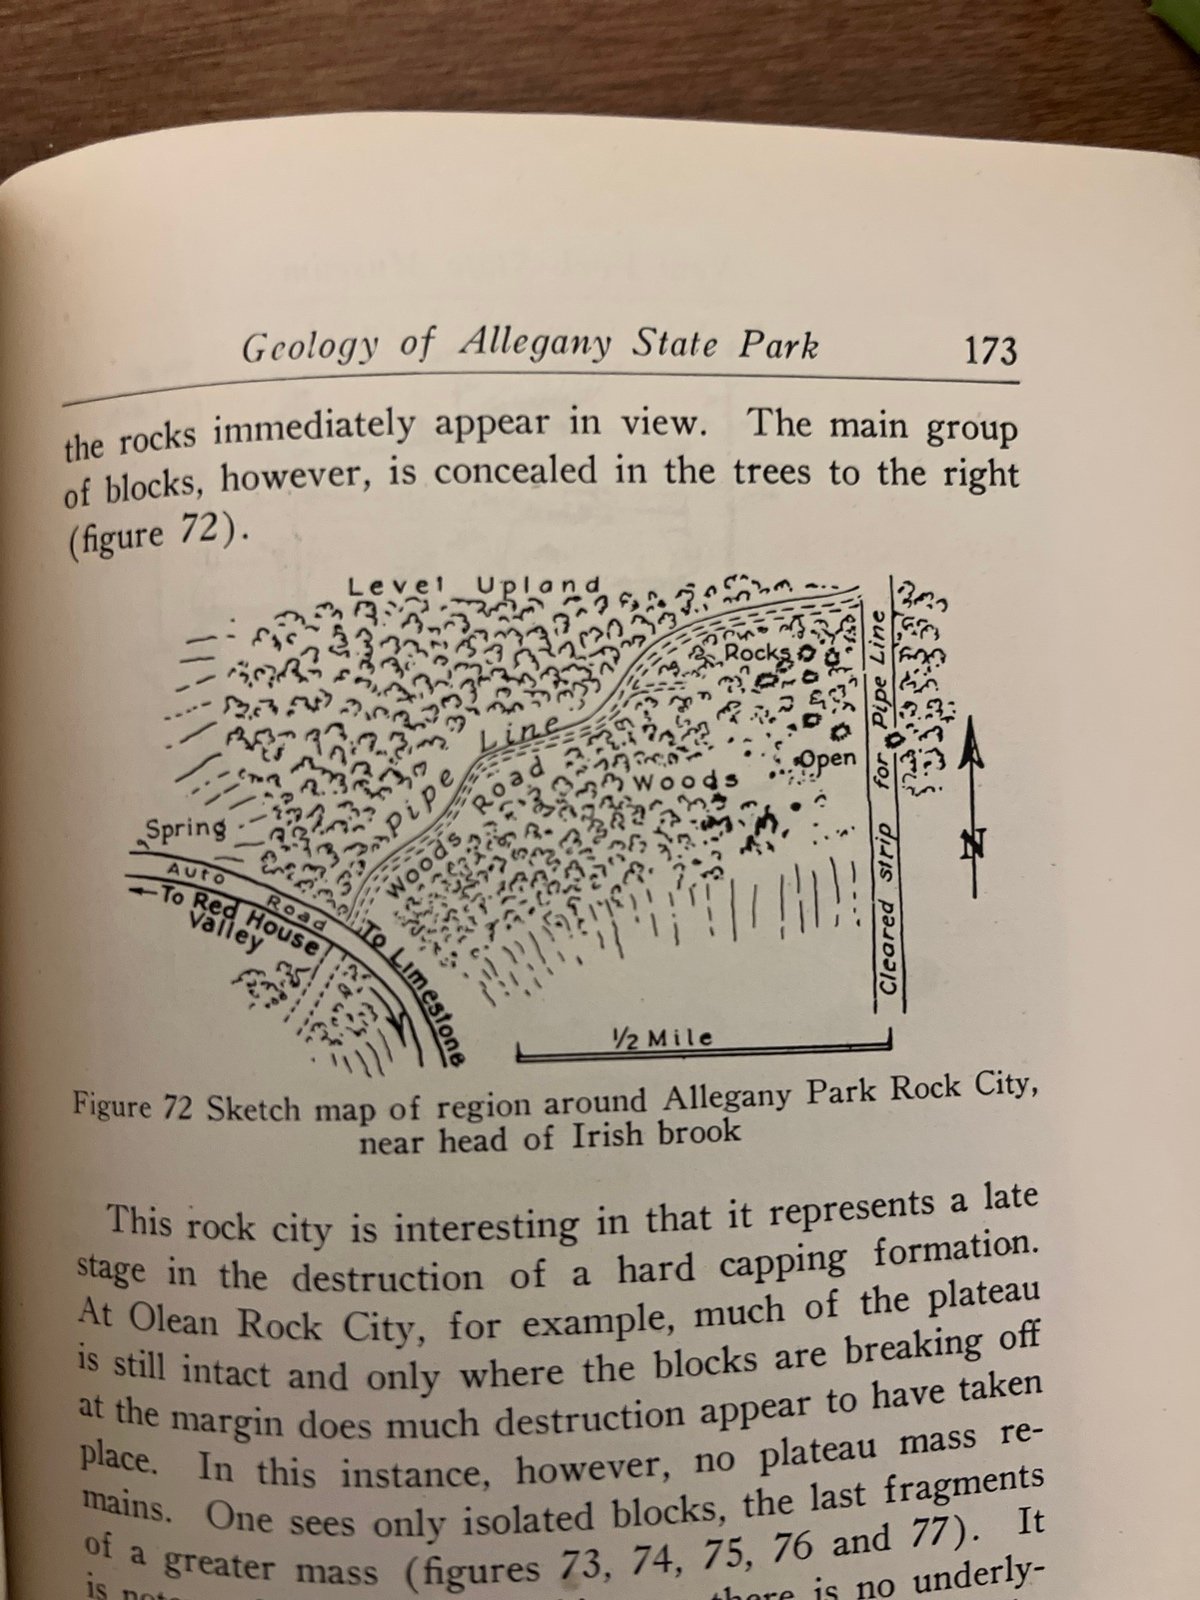 Geology of Allegany State Park 173
the rocks immediately appear in view. The main group
of blocks, however, is concealed in the trees to the right
(figure 72).
Level Upland
Rocks
Pipe Line
Woods Road
Woods
Open
Cleared strip for Pipe Line
N
Spring
Auto Road
←To Red House
Valley
To Limestone
½ Mile
Figure 72 Sketch map of region around Allegany Park Rock City,
near head of Irish brook
This rock city is interesting in that it represents a late
stage in the destruction of a hard capping formation.
At Olean Rock City, for example, much of the plateau
is still intact and only where the blocks are breaking off
at the margin does much destruction appear to have taken
place. In this instance, however, no plateau mass re-
mains. One sees only isolated blocks, the last fragments
of a greater mass (figures 73, 74, 75, 76 and 77). It
is there is no underly-